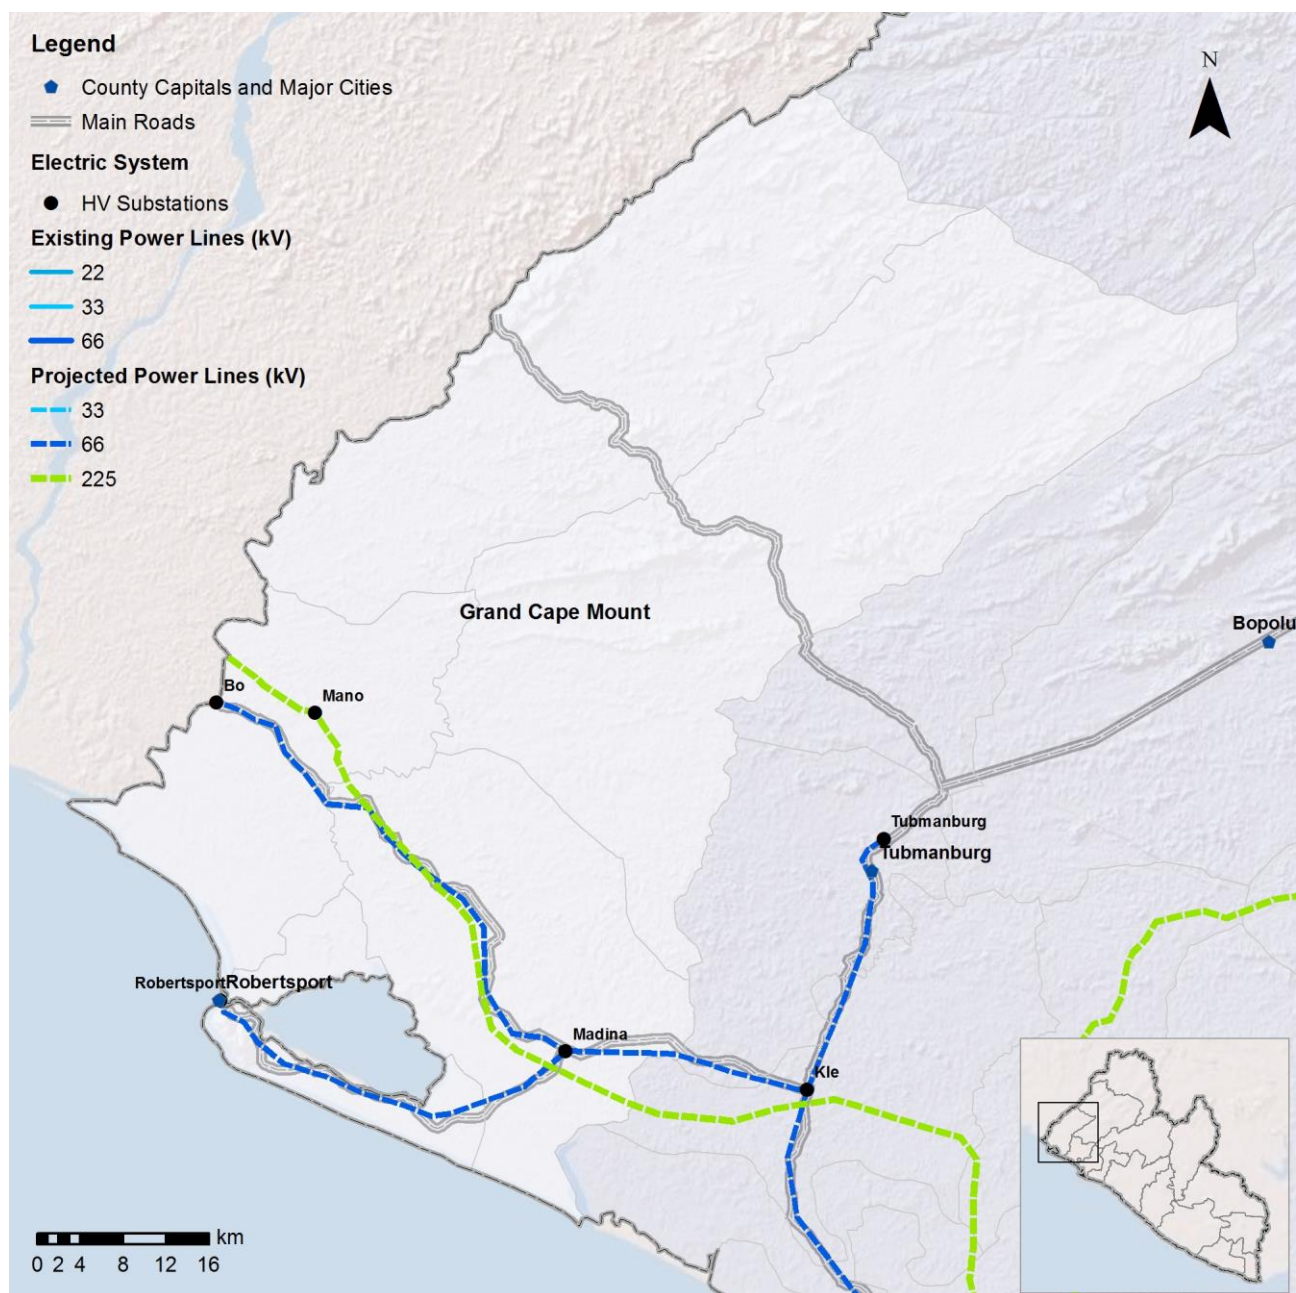 Legend
County Capitals and Major Cities
Main Roads
Electric System
HV Substations
Existing Power Lines (kV)
22
33
66
Projected Power Lines (kV)
33
66
225
N
Grand Cape Mount
Bopolu
Bo
Mano
Tubmanburg
Tubmanburg
Robertsport Robertsport
Madina
Kle
km
0 2 4 8 12 16